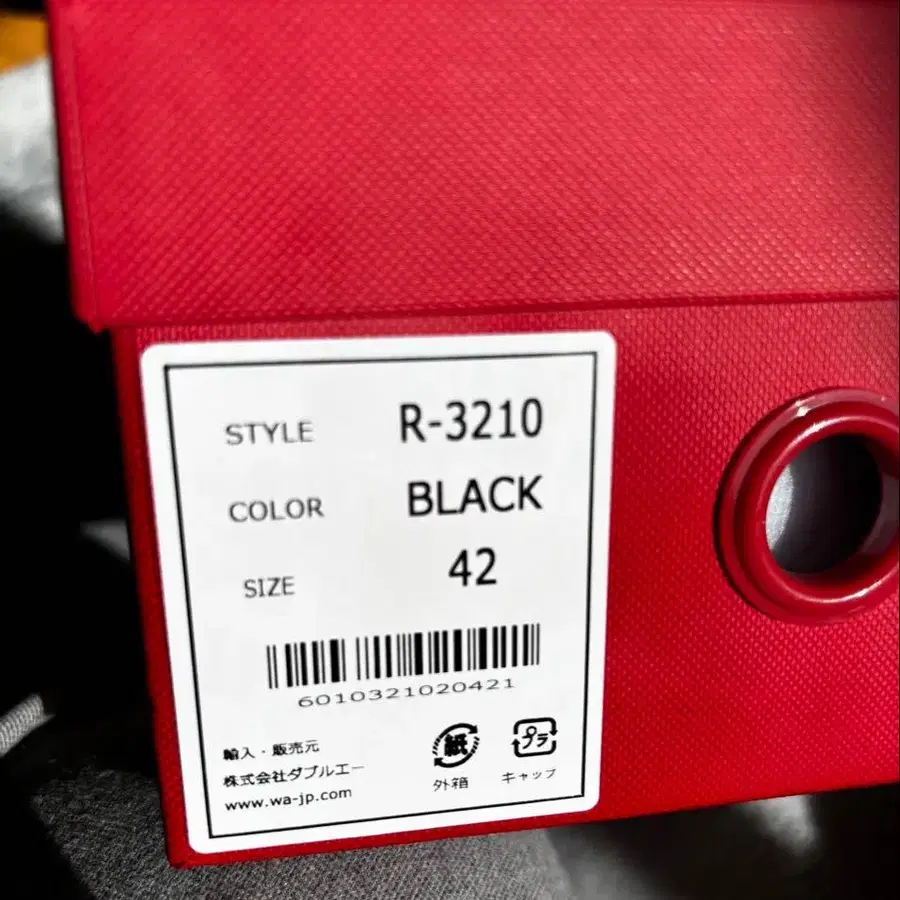 STYLE R-3210
COLOR BLACK
SIZE 42
6010321020421
輸入・販売元
株式会社ダブルエー
www.wa-jp.com
紙
外箱
プラ
キャップ